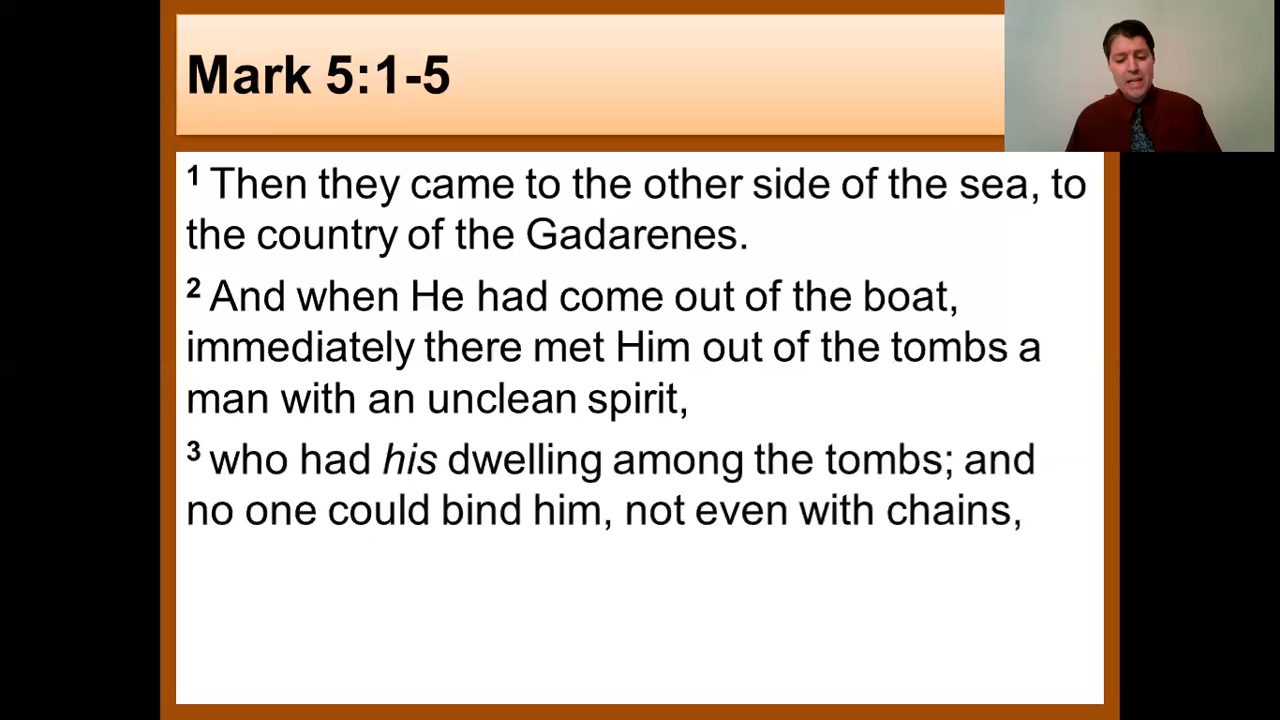 Mark 5:1-5
1 Then they came to the other side of the sea, to
the country of the Gadarenes.
2 And when He had come out of the boat,
immediately there met Him out of the tombs a
man with an unclean spirit,
3 who had his dwelling among the tombs; and
no one could bind him, not even with chains,